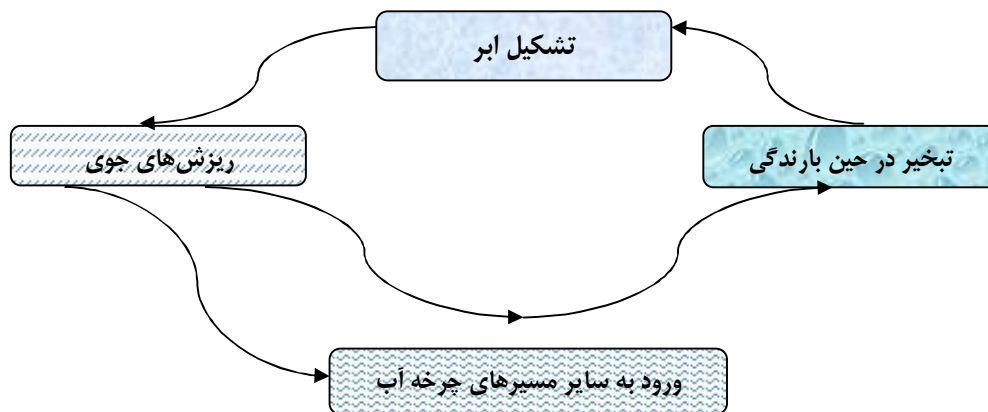 تشکیل ابر
ریزش‌های جوی
تبخیر در حین بارندگی
ورود به سایر مسیرهای چرخه آب